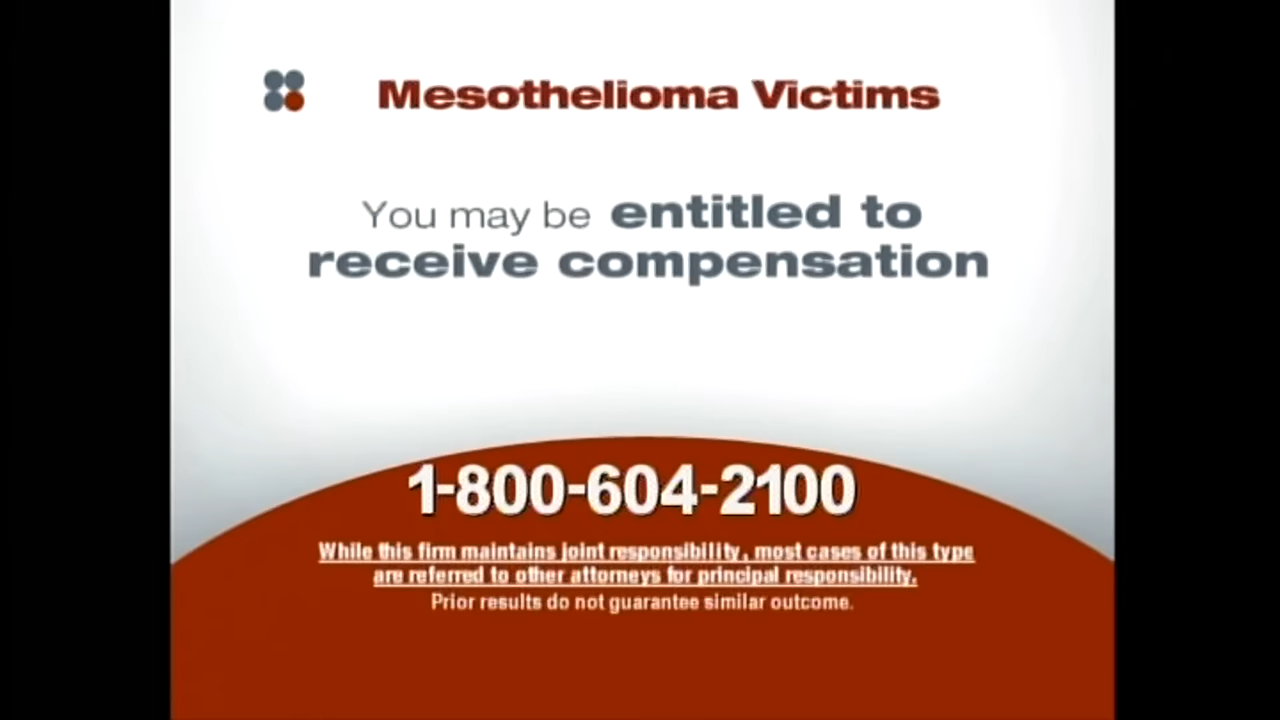 Mesothelioma Victims
You may be entitled to
receive compensation
1-800-604-2100
While this firm maintains joint responsibility, most cases of this type
are referred to other attorneys for principal responsibility.
Prior results do not guarantee similar outcome.